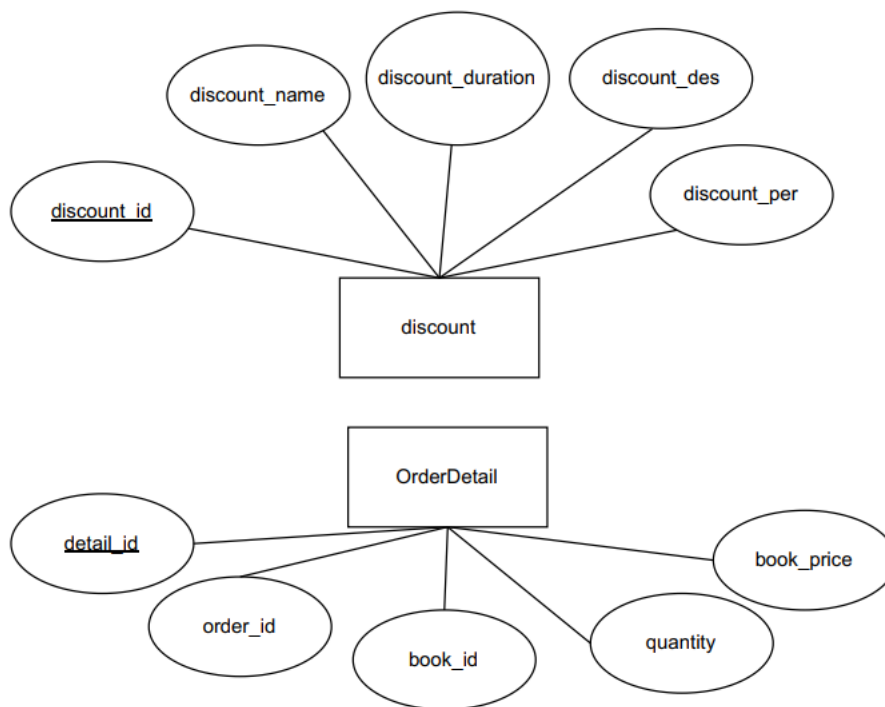 discount_name
discount_duration
discount_des
discount_id
discount_per
discount
OrderDetail
detail_id
order_id
book_id
quantity
book_price